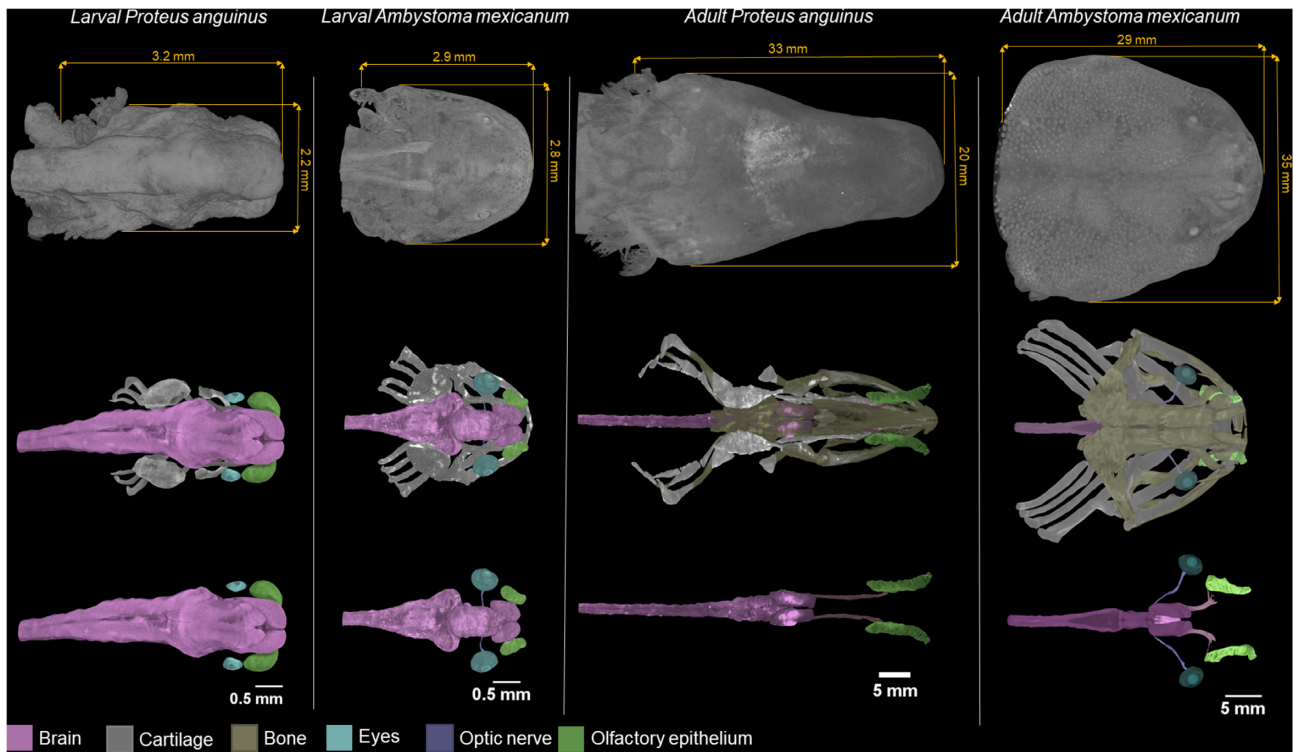 Larval Proteus anguinus
Larval Ambystoma mexicanum
Adult Proteus anguinus
Adult Ambystoma mexicanum
3.2 mm
2.2 mm
2.9 mm
2.8 mm
33 mm
20 mm
29 mm
35 mm
0.5 mm
0.5 mm
5 mm
5 mm
Brain
Cartilage
Bone
Eyes
Optic nerve
Olfactory epithelium